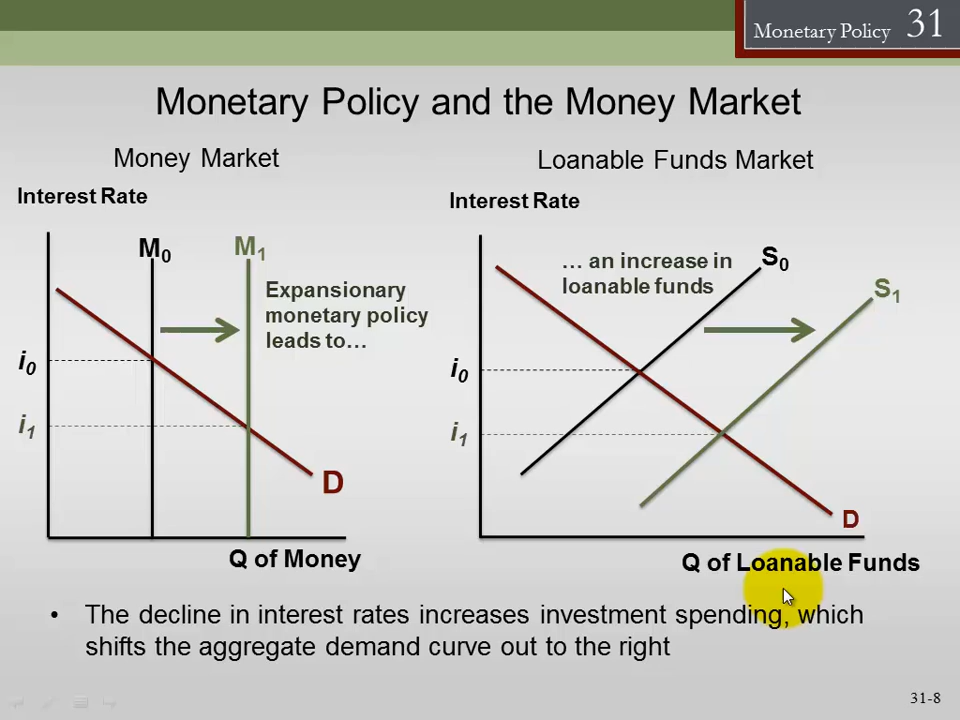 Monetary Policy 31
Monetary Policy and the Money Market
Money Market
Interest Rate
M0
M1
Expansionary
monetary policy
leads to…
i0
i1
D
Q of Money
Loanable Funds Market
Interest Rate
… an increase in
loanable funds
S0
S1
i0
i1
D
Q of Loanable Funds
• The decline in interest rates increases investment spending, which
shifts the aggregate demand curve out to the right
31-8